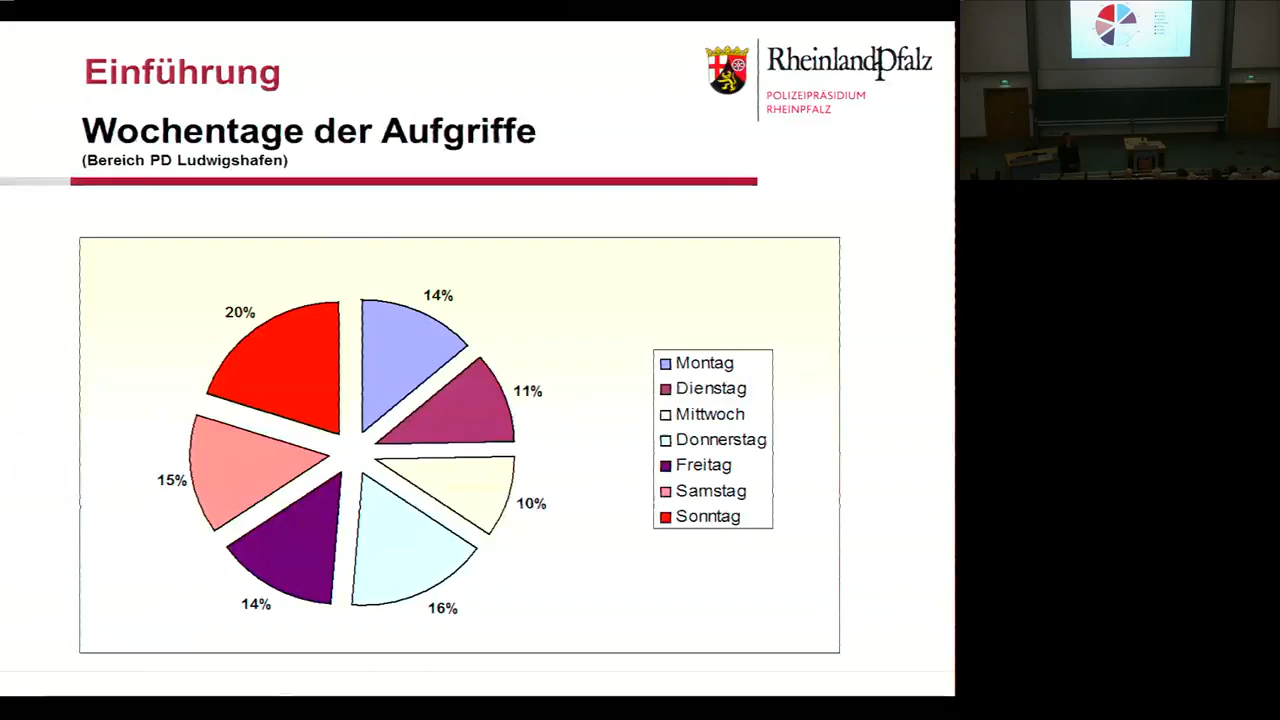 Einführung
Wochentage der Aufgriffe
(Bereich PD Ludwigshafen)
RheinlandPfalz
POLIZEIPRÄSIDIUM
RHEINPFALZ
20%
14%
11%
15%
10%
14%
16%
Montag
Dienstag
Mittwoch
Donnerstag
Freitag
Samstag
Sonntag